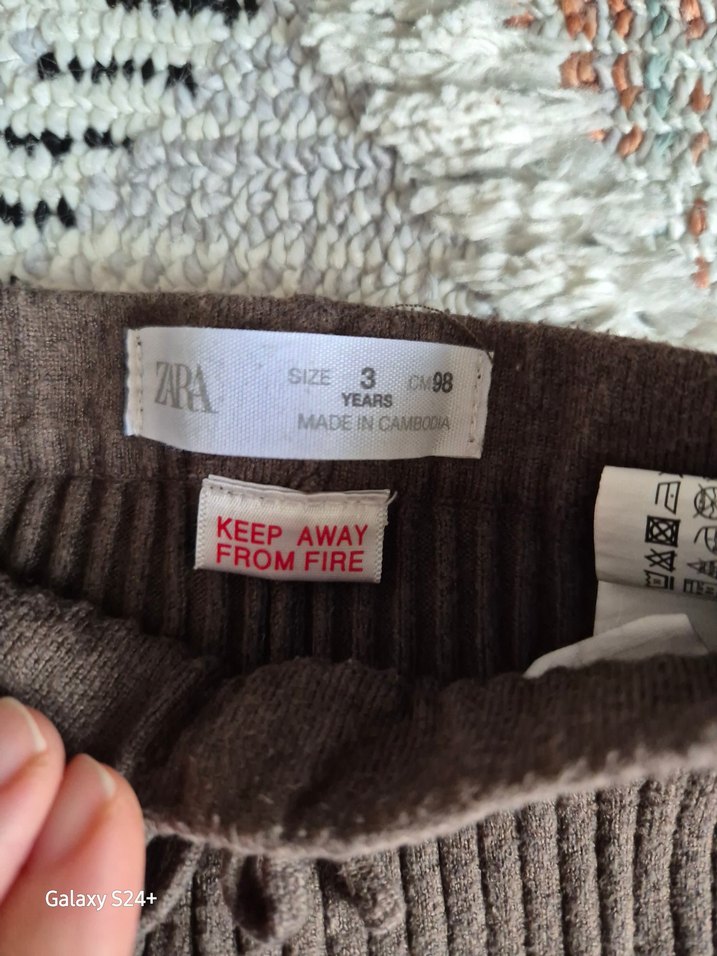 ZARA
SIZE 3 CM 98
YEARS
MADE IN CAMBODIA
KEEP AWAY
FROM FIRE
Galaxy S24+